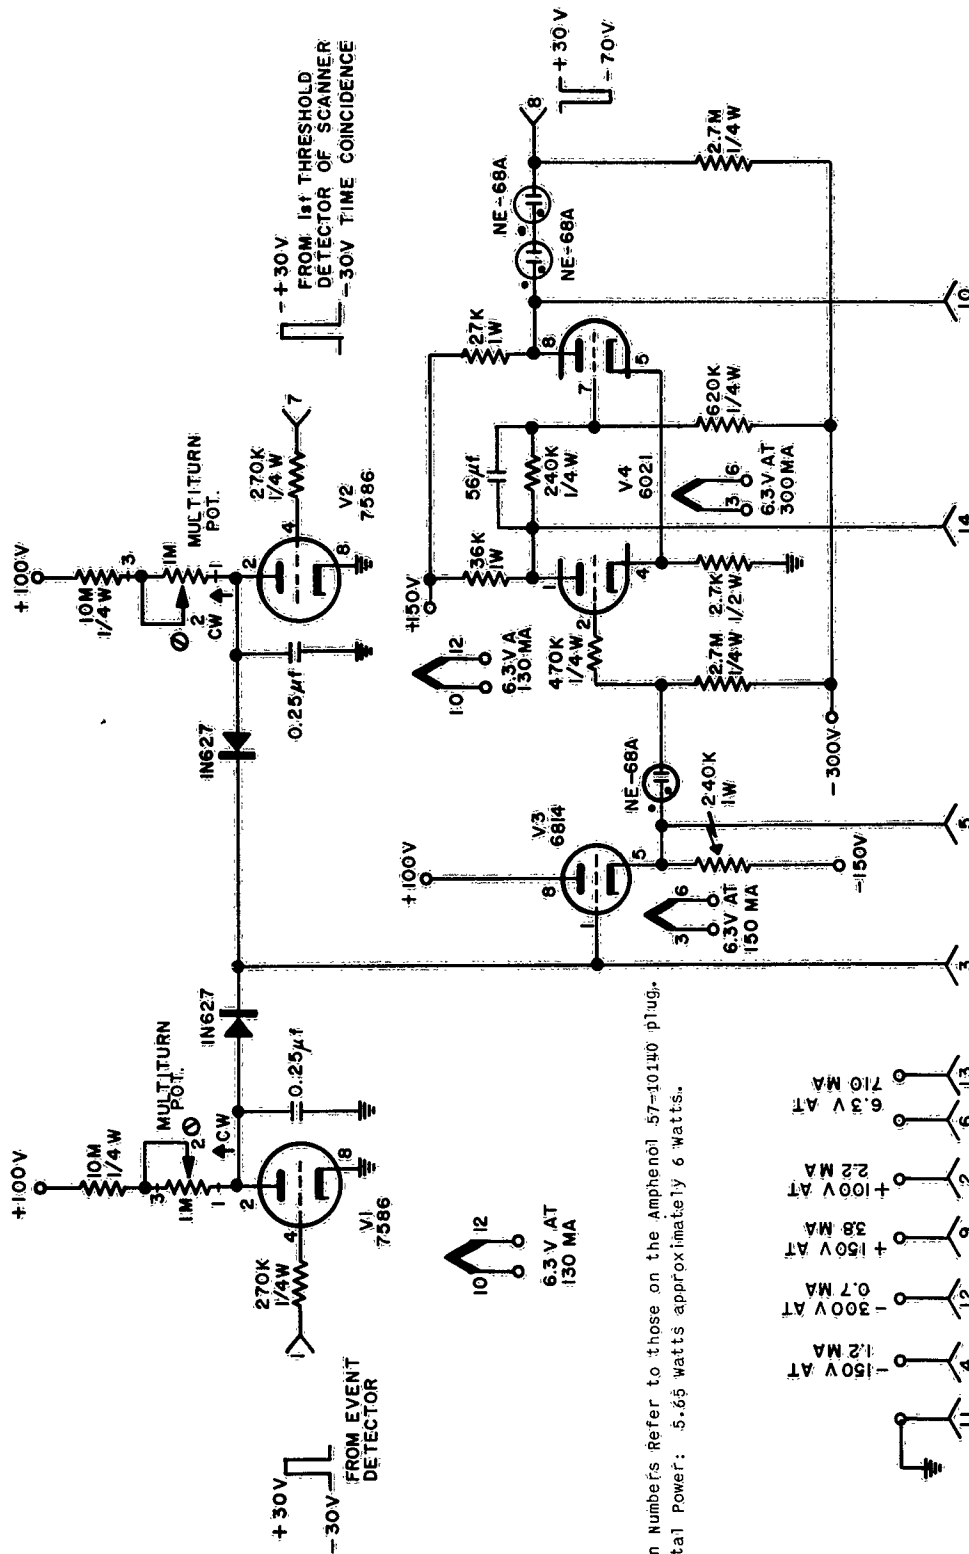 +100V
10M
1/4W
3
MULTITURN
POT.
1M
2
CW
1
2
270K
1/4W
4
1
8
V1
7586
0.25µf
1N627
+30V
-30V
FROM EVENT
DETECTOR
10
12
6.3V AT
130 MA
+100V
10M
1/4W
3
1M
MULTITURN
POT.
1
2
CW
2
270K
1/4W
4
7
8
V2
7586
0.25µf
1N627
+30V
FROM 1st THRESHOLD
DETECTOR OF SCANNER
-30V TIME COINCIDENCE
10
12
6.3V A
130 MA
+100V
V3
6814
8
1
5
3
6
6.3V AT
150 MA
NE-68A
240K
1W
-150V
+150V
36K
1W
470K
1/4W
2
1
4
2.7M
1/4W
2.7K
1/2W
56µf
240K
1/4W
V4
6021
3
6
6.3V AT
300MA
27K
1W
8
7
5
620K
1/4W
NE-68A
NE-68A
8
+30V
-70V
2.7M
1/4W
-300V
3
5
14
10
n Numbers Refer to those on the Amphenol 57-10140 plug.
tal Power: 5.65 Watts approximately 6 Watts.
11
-150V AT
1.2 MA
4
-300V AT
0.7 MA
12
+150V AT
3.8 MA
9
+100V AT
2.2 MA
2
6.3V AT
710 MA
6
13